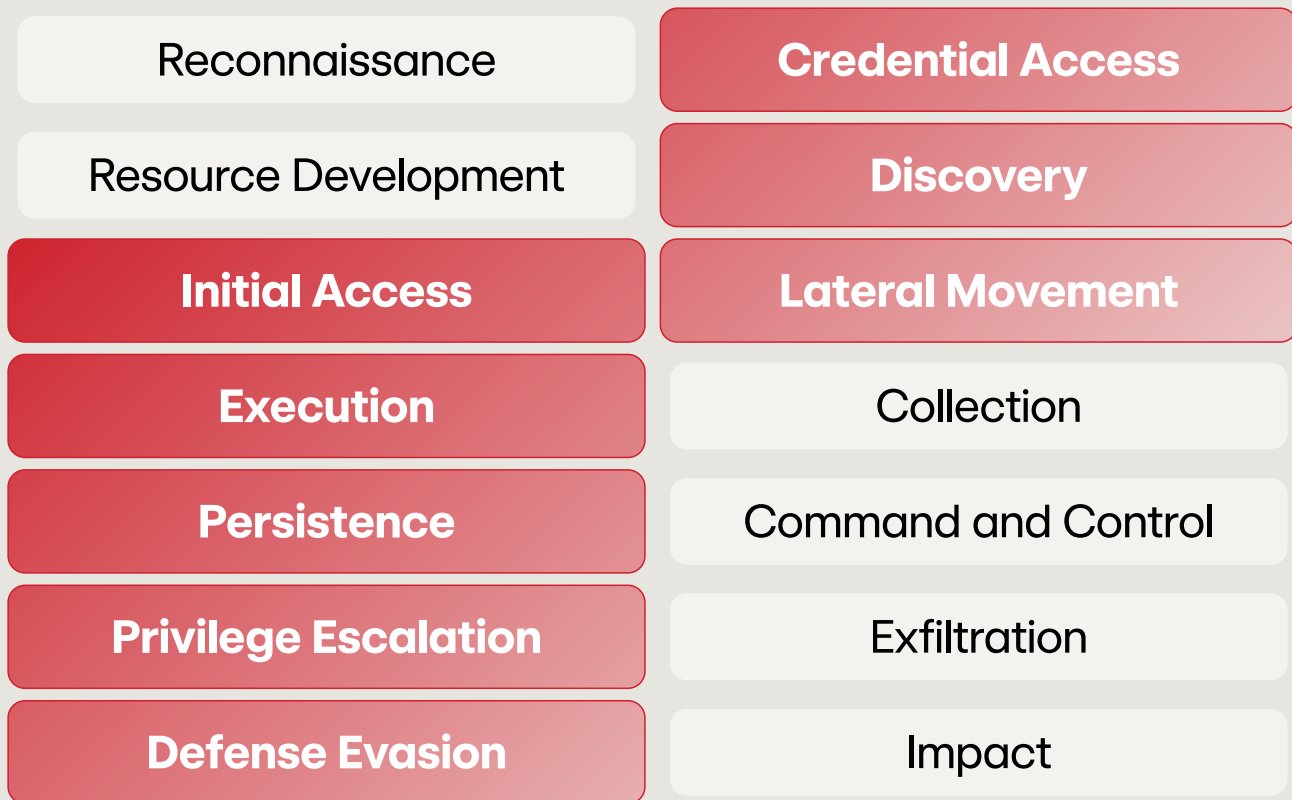 Reconnaissance
Resource Development
Initial Access
Execution
Persistence
Privilege Escalation
Defense Evasion
Credential Access
Discovery
Lateral Movement
Collection
Command and Control
Exfiltration
Impact